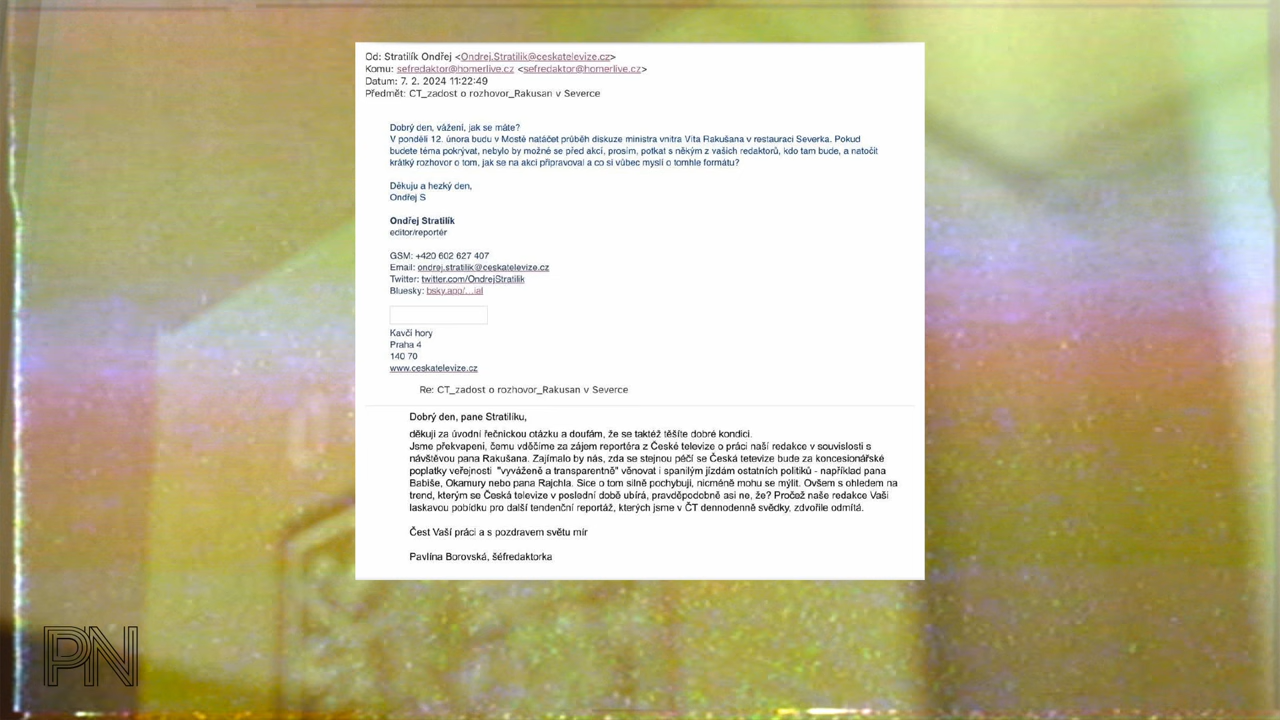 Od: Stratilík Ondřej <Ondrej.Stratilik@ceskatelevize.cz>
Komu: sefredaktor@homerlive.cz <sefredaktor@homerlive.cz>
Datum: 7. 2. 2024 11:22:49
Předmět: CT_zadost o rozhovor_Rakusan v Severce
Dobrý den, vážení, jak se máte?
V pondělí 12. února budu v Mostě natáčet průběh diskuze ministra vnitra Víta Rakušana v restauraci Severka. Pokud
budete téma pokrývat, nebylo by možné se před akcí, prosím, potkat s někým z vašich redaktorů, kdo tam bude, a natočit
krátký rozhovor o tom, jak se na akci připravoval a co si vůbec myslí o tomhle formátu?
Děkuju a hezký den,
Ondřej S
Ondřej Stratilík
editor/reportér
GSM: +420 602 627 407
Email: ondrej.stratilik@ceskatelevize.cz
Twitter: twitter.com/OndrejStratilik
Bluesky: bsky.app/...ial
Kavčí hory
Praha 4
140 70
www.ceskatelevize.cz
Re: CT_zadost o rozhovor_Rakusan v Severce
Dobrý den, pane Stratilíku,
děkuji za úvodní řečnickou otázku a doufám, že se taktéž těšíte dobré kondici.
Jsme překvapeni, čemu vděčíme za zájem reportéra z České televize o práci naší redakce v souvislosti s
návštěvou pana Rakušana. Zajímalo by nás, zda se stejnou péčí se Česká tetevize bude za koncesionářské
poplatky veřejnosti "vyváženě a transparentně" věnovat i spanilým jízdám ostatních politiků - například pana
Babiše, Okamury nebo pana Rajchla. Sice o tom silně pochybuji, nicméně mohu se mýlit. Ovšem s ohledem na
trend, kterým se Česká televize v poslední době ubírá, pravděpodobně asi ne, že? Pročež naše redakce Vaši
laskavou pobídku pro další tendenční reportáž, kterých jsme v ČT dennodenně svědky, zdvořile odmítá.
Čest Vaší práci a s pozdravem světu mír
Pavlína Borovská, šéfredaktorka
PN